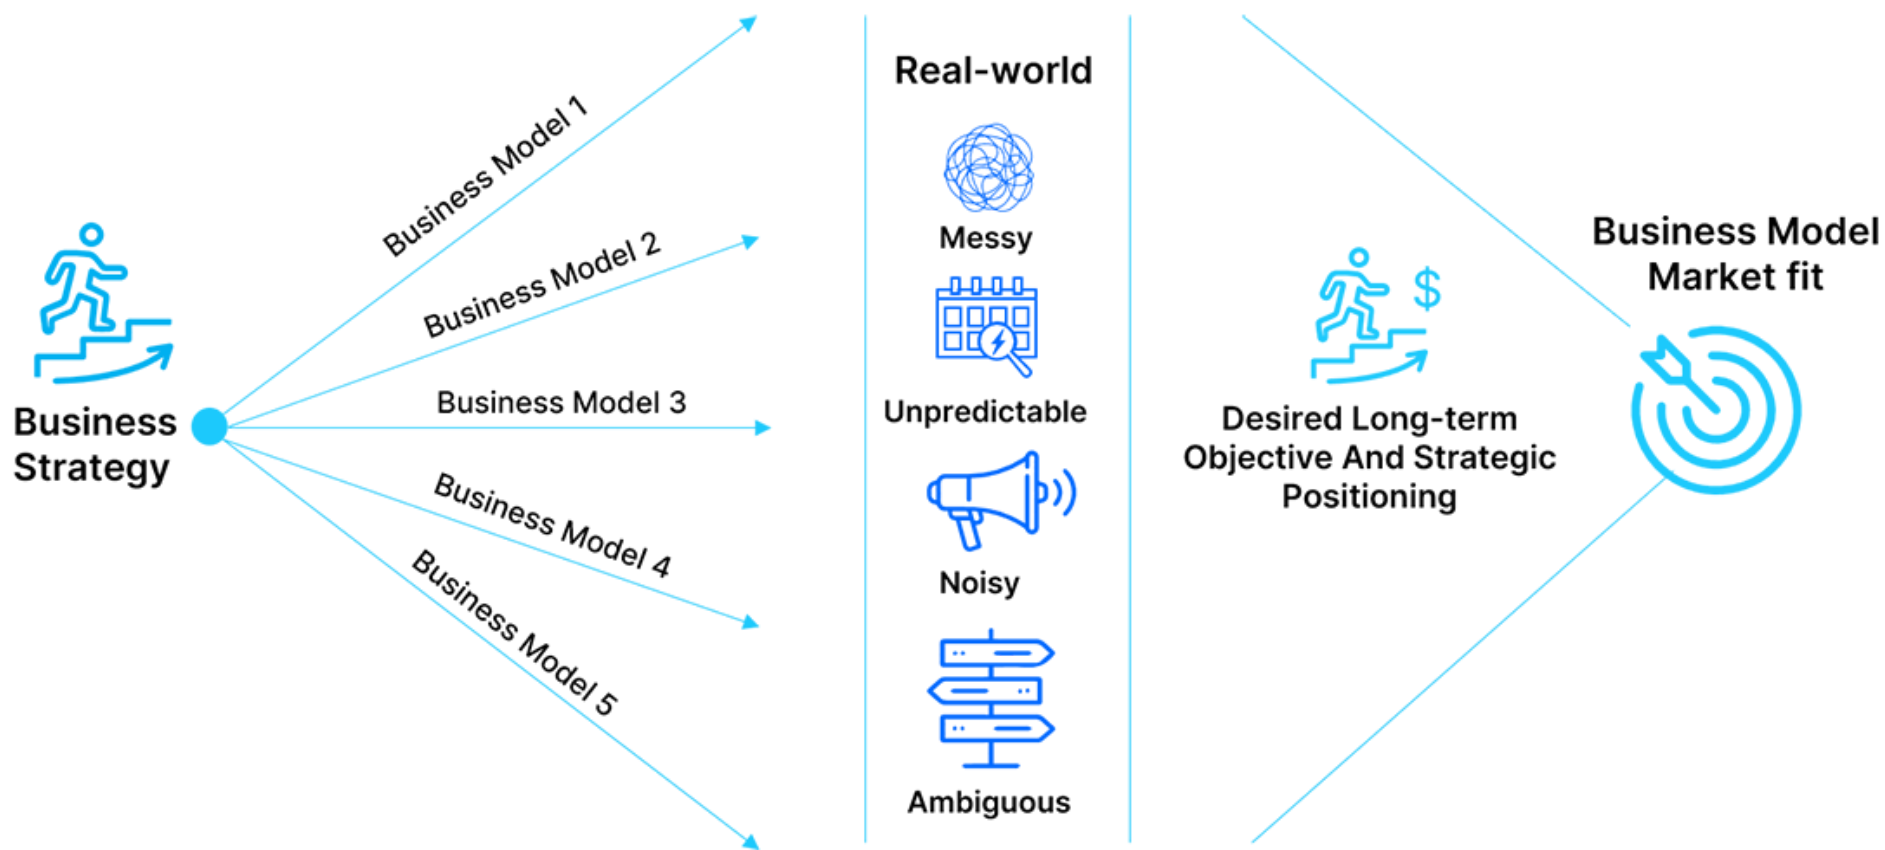 Business
Strategy
Business Model 1
Business Model 2
Business Model 3
Business Model 4
Business Model 5
Real-world
Messy
Unpredictable
Noisy
Ambiguous
$
Desired Long-term
Objective And Strategic
Positioning
Business Model
Market fit